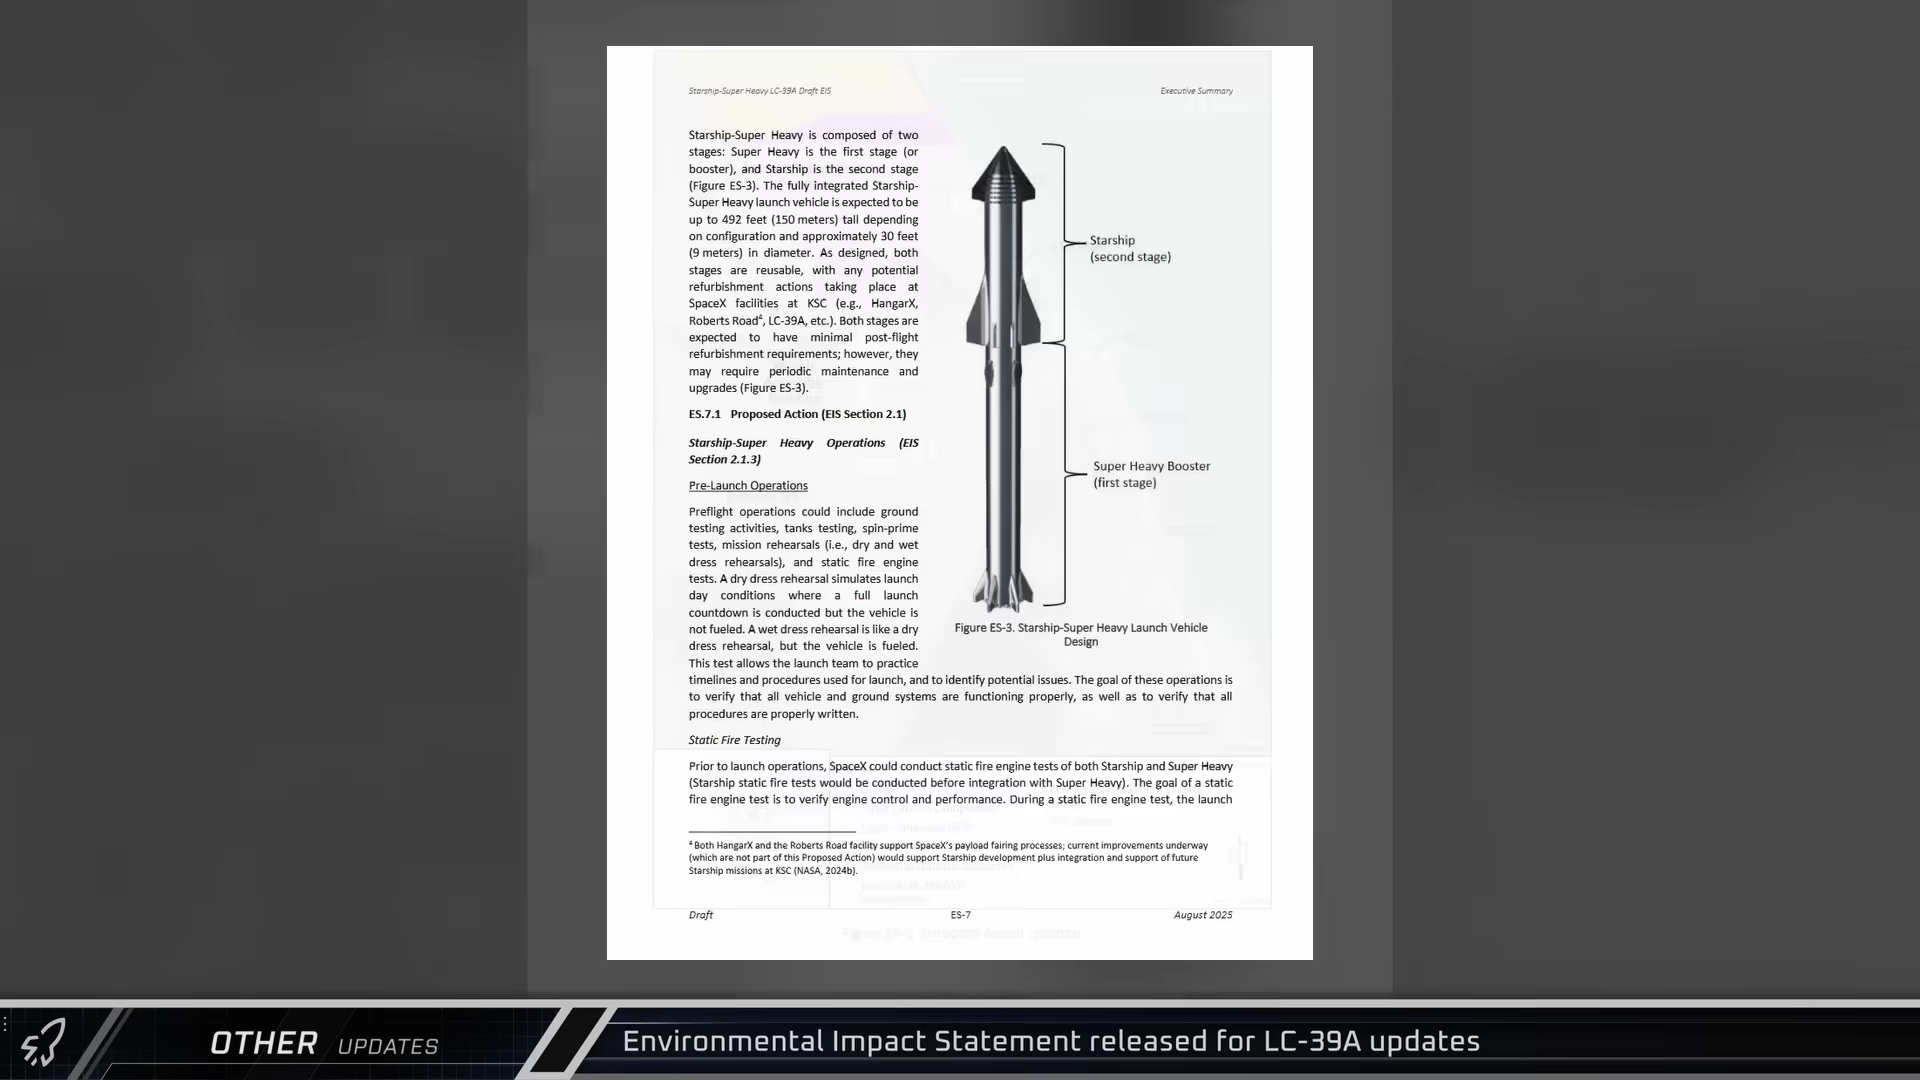 Starship-Super Heavy LC-39A Draft EIS
Executive Summary
Starship-Super Heavy is composed of two
stages: Super Heavy is the first stage (or
booster), and Starship is the second stage
(Figure ES-3). The fully integrated Starship-
Super Heavy launch vehicle is expected to be
up to 492 feet (150 meters) tall depending
on configuration and approximately 30 feet
(9 meters) in diameter. As designed, both
stages are reusable, with any potential
refurbishment actions taking place at
SpaceX facilities at KSC (e.g., HangarX,
Roberts Road⁴, LC-39A, etc.). Both stages are
expected to have minimal post-flight
refurbishment requirements; however, they
may require periodic maintenance and
upgrades (Figure ES-3).
ES.7.1 Proposed Action (EIS Section 2.1)
Starship-Super Heavy Operations (EIS
Section 2.1.3)
Pre-Launch Operations
Preflight operations could include ground
testing activities, tanks testing, spin-prime
tests, mission rehearsals (i.e., dry and wet
dress rehearsals), and static fire engine
tests. A dry dress rehearsal simulates launch
day conditions where a full launch
countdown is conducted but the vehicle is
not fueled. A wet dress rehearsal is like a dry
dress rehearsal, but the vehicle is fueled.
This test allows the launch team to practice
timelines and procedures used for launch, and to identify potential issues. The goal of these operations is
to verify that all vehicle and ground systems are functioning properly, as well as to verify that all
procedures are properly written.
Starship
(second stage)
Super Heavy Booster
(first stage)
Figure ES-3. Starship-Super Heavy Launch Vehicle
Design
Static Fire Testing
Prior to launch operations, SpaceX could conduct static fire engine tests of both Starship and Super Heavy
(Starship static fire tests would be conducted before integration with Super Heavy). The goal of a static
fire engine test is to verify engine control and performance. During a static fire engine test, the launch
⁴ Both HangarX and the Roberts Road facility support SpaceX's payload fairing processes; current improvements underway
(which are not part of this Proposed Action) would support Starship development plus integration and support of future
Starship missions at KSC (NASA, 2024b).
Draft
ES-7
August 2025
OTHER UPDATES
Environmental Impact Statement released for LC-39A updates